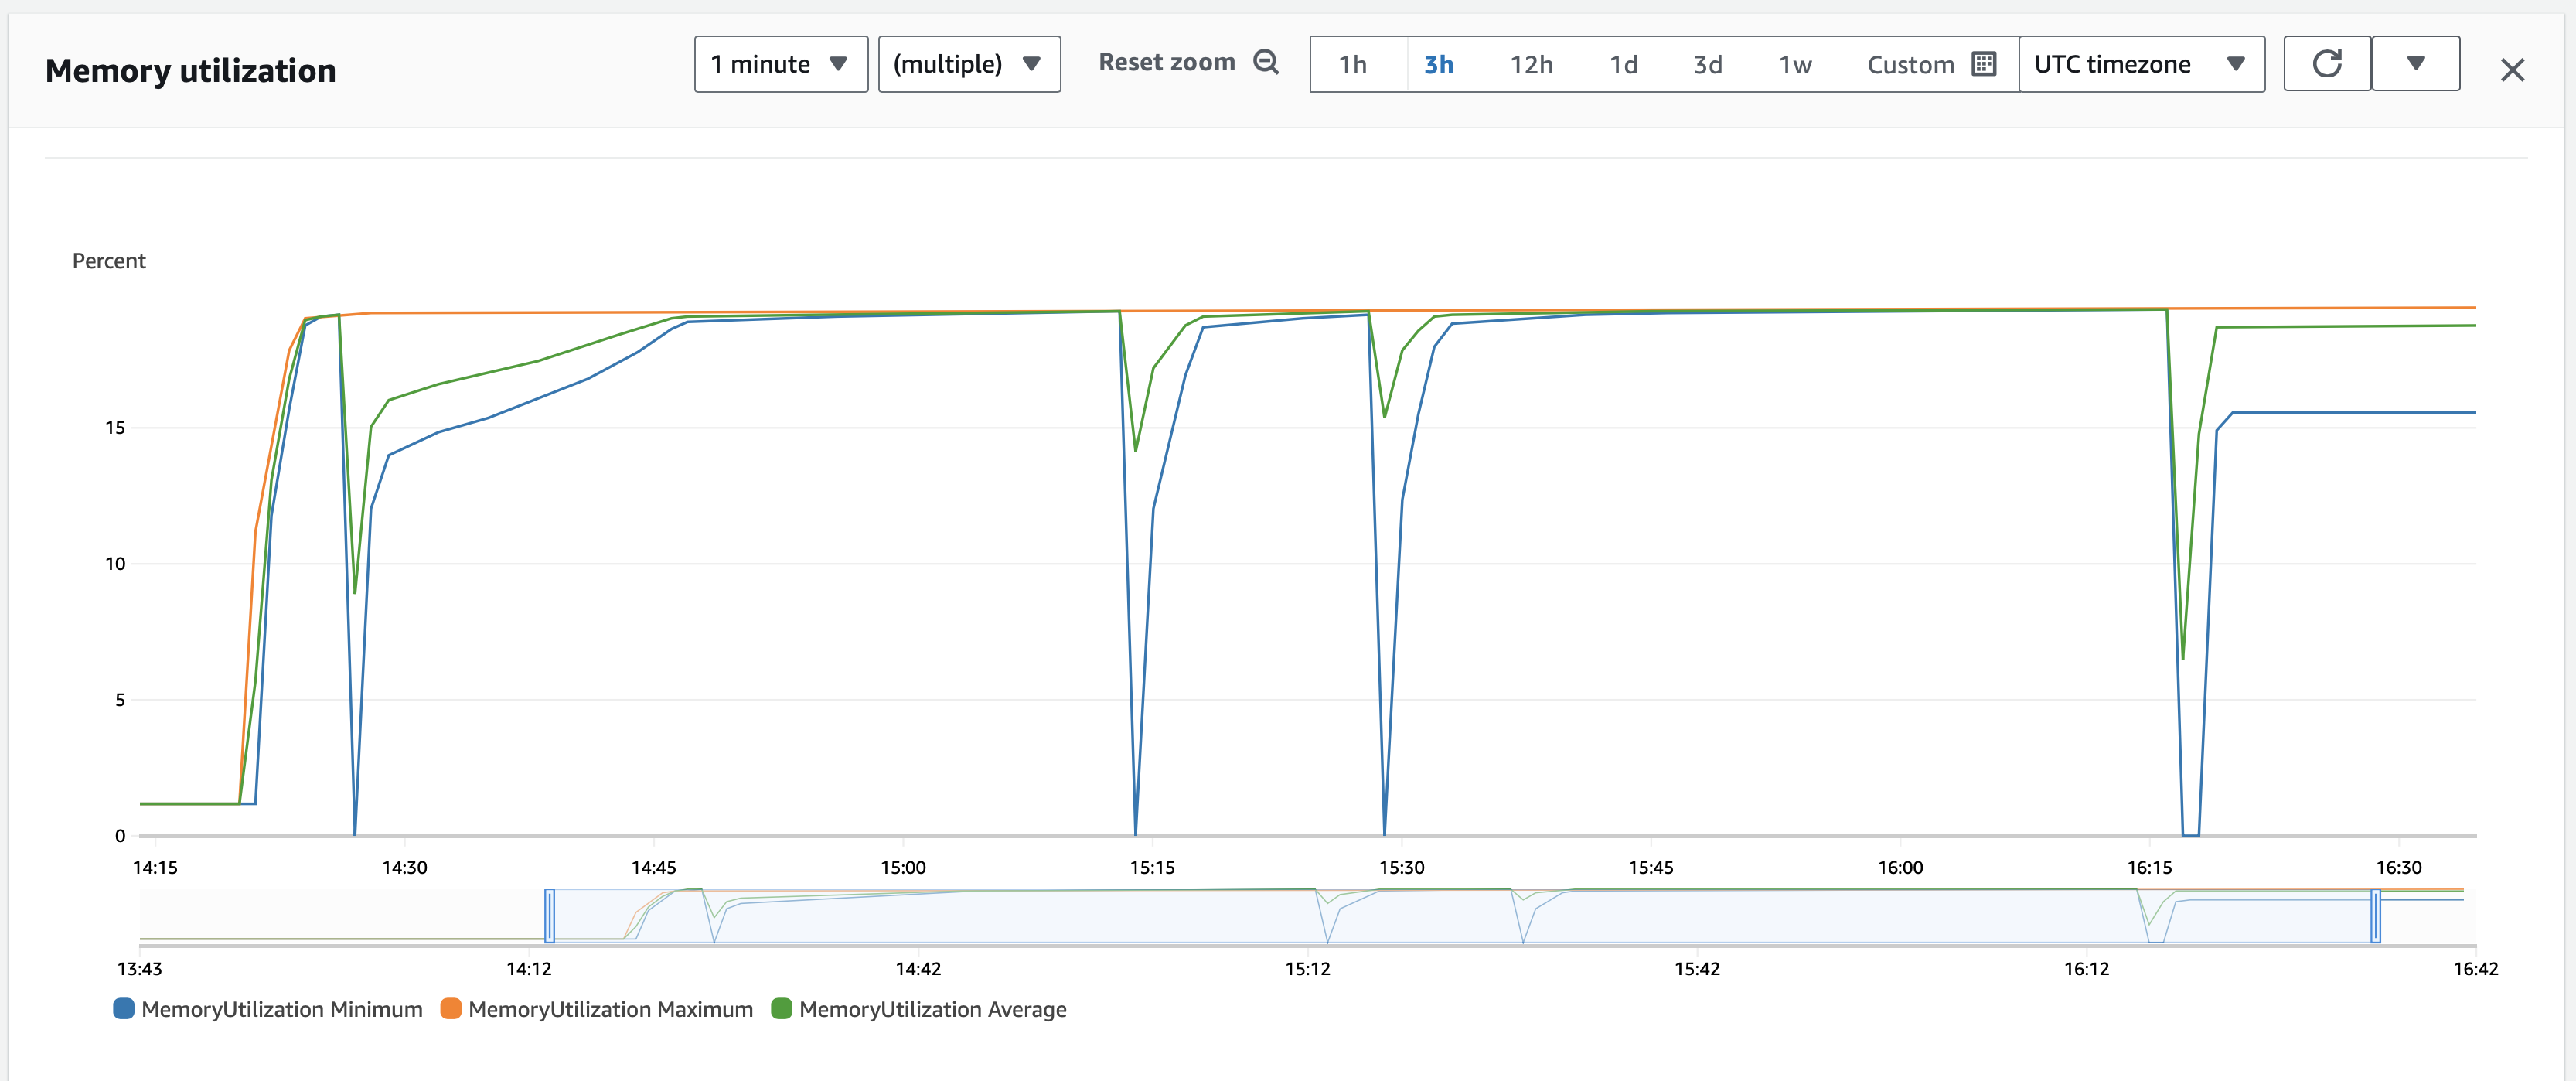 Memory utilization 1 minute (multiple) Reset zoom 1h 3h 12h 1d 3d 1w Custom UTC timezone
Percent
15
10
5
0
14:15 14:30 14:45 15:00 15:15 15:30 15:45 16:00 16:15 16:30
13:43 14:12 14:42 15:12 15:42 16:12 16:42
MemoryUtilization Minimum MemoryUtilization Maximum MemoryUtilization Average